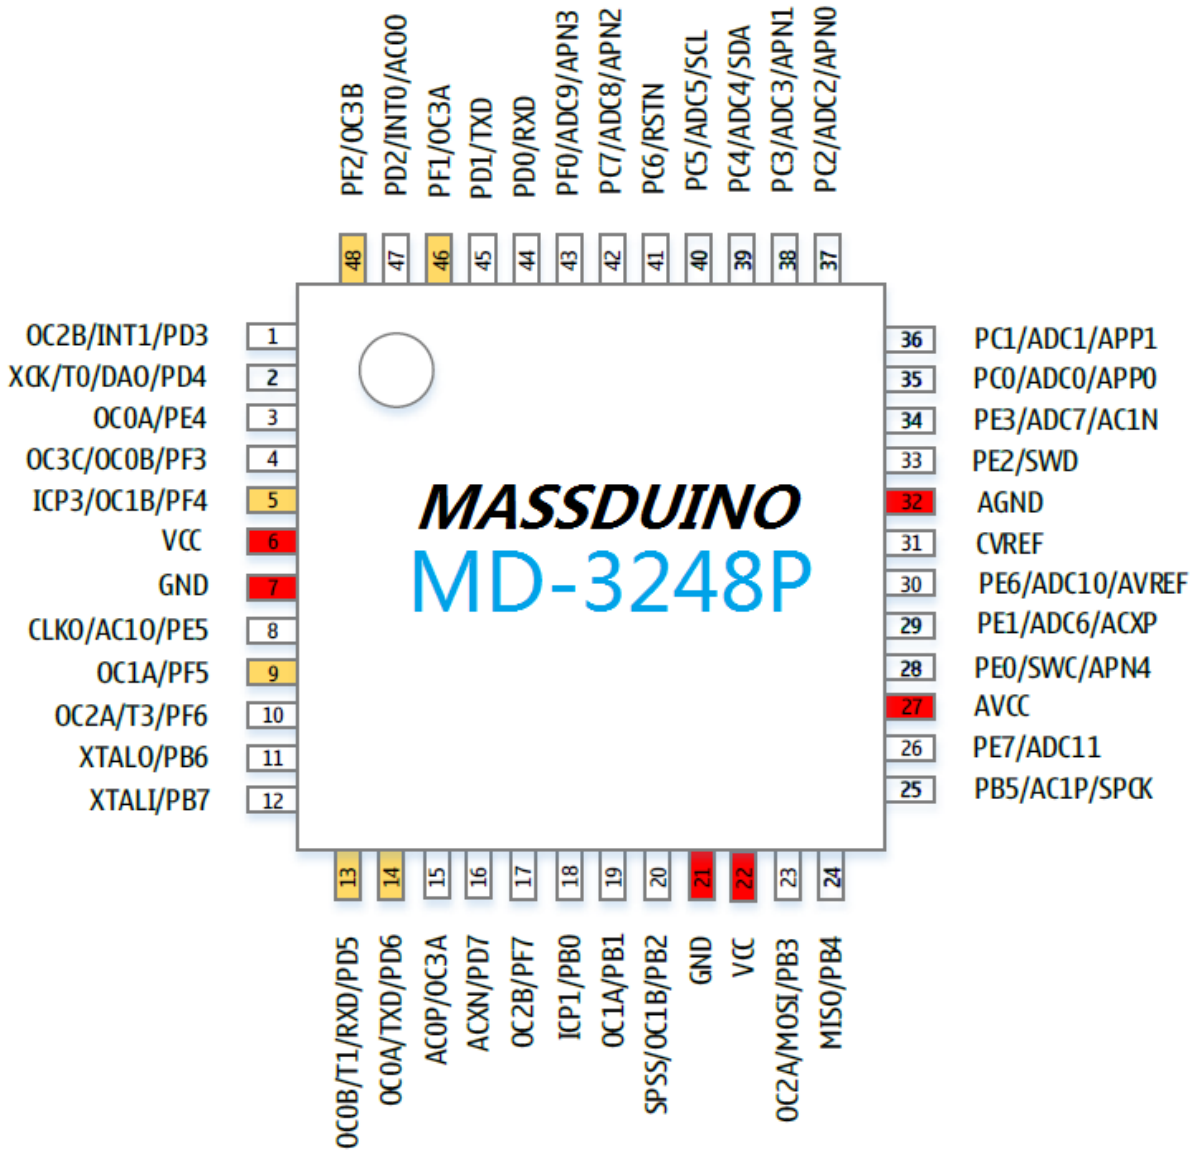 PF2/OC3B
PD2/INT0/AC0O
PF1/OC3A
PD1/TXD
PD0/RXD
PF0/ADC9/APN3
PC7/ADC8/APN2
PC6/RSTN
PC5/ADC5/SCL
PC4/ADC4/SDA
PC3/ADC3/APN1
PC2/ADC2/APN0
48
47
46
45
44
43
42
41
40
39
38
37
OC2B/INT1/PD3 1
XCK/T0/DAO/PD4 2
OC0A/PE4 3
OC3C/OC0B/PF3 4
ICP3/OC1B/PF4 5
VCC 6
GND 7
CLKO/AC1O/PE5 8
OC1A/PF5 9
OC2A/T3/PF6 10
XTALO/PB6 11
XTALI/PB7 12
MASSDUINO
MD-3248P
36 PC1/ADC1/APP1
35 PC0/ADC0/APP0
34 PE3/ADC7/AC1N
33 PE2/SWD
32 AGND
31 CVREF
30 PE6/ADC10/AVREF
29 PE1/ADC6/ACXP
28 PE0/SWC/APN4
27 AVCC
26 PE7/ADC11
25 PB5/AC1P/SPCK
13
14
15
16
17
18
19
20
21
22
23
24
OC0B/T1/RXD/PD5
OC0A/TXD/PD6
AC0P/OC3A
ACXN/PD7
OC2B/PF7
ICP1/PB0
OC1A/PB1
SPSS/OC1B/PB2
GND
VCC
OC2A/MOSI/PB3
MISO/PB4